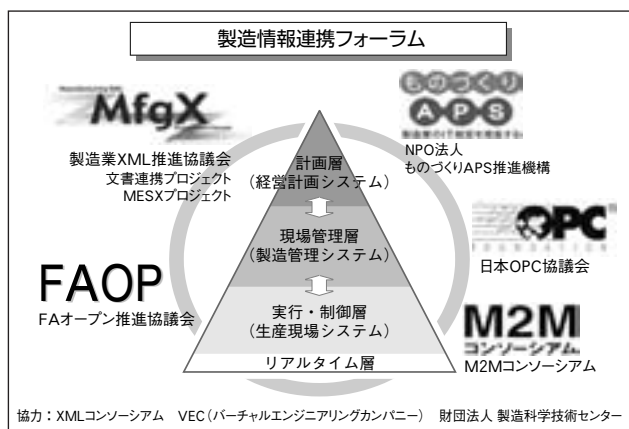 製造情報連携フォーラム
MfgX
製造業XML推進協議会
文書連携プロジェクト
MESXプロジェクト
ものづくり
APS
NPO法人
ものづくりAPS推進機構
計画層
(経営計画システム)
現場管理層
(製造管理システム)
OPC
FOUNDATION
日本OPC協議会
FAOP
FAオープン推進協議会
実行・制御層
(生産現場システム)
リアルタイム層
M2M
コンソーシアム
M2Mコンソーシアム
協力:XMLコンソーシアム VEC(バーチャルエンジニアリングカンパニー) 財団法人 製造科学技術センター